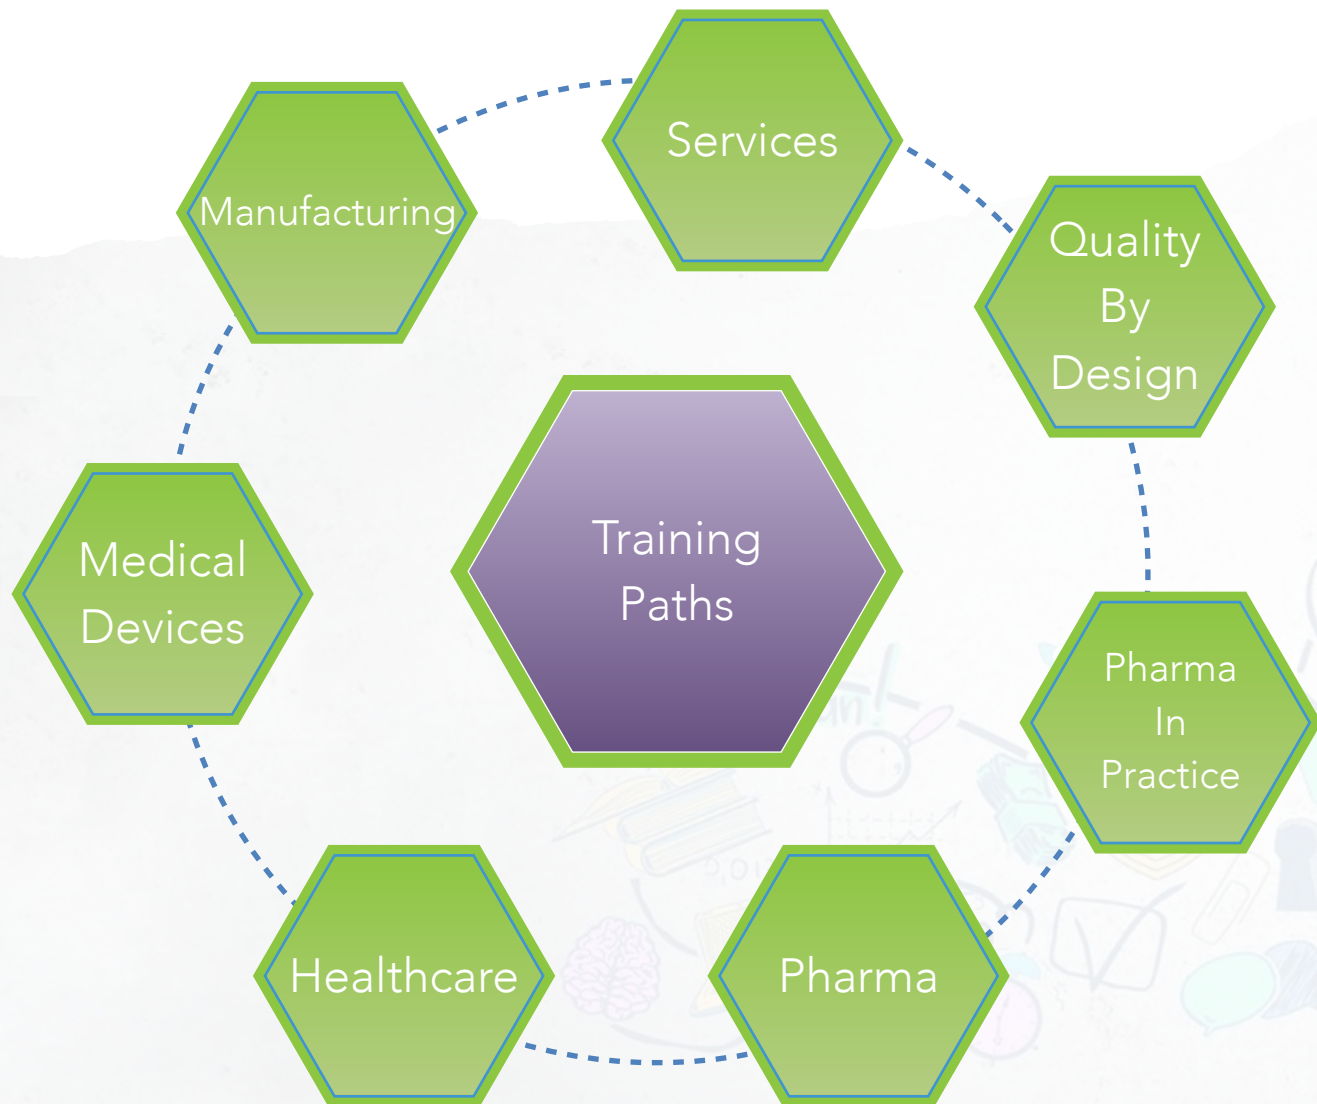 Services
Manufacturing
Quality
By
Design
Training
Paths
Medical
Devices
Pharma
In
Practice
Healthcare
Pharma